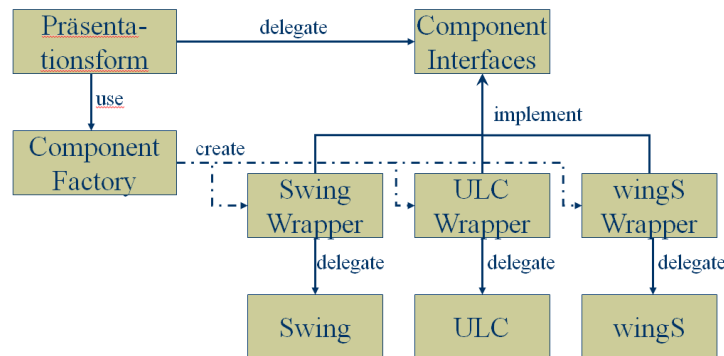 Präsenta-
tionsform
delegate
Component
Interfaces
use
implement
Component
Factory
create
Swing
Wrapper
ULC
Wrapper
wingS
Wrapper
delegate
delegate
delegate
Swing
ULC
wingS